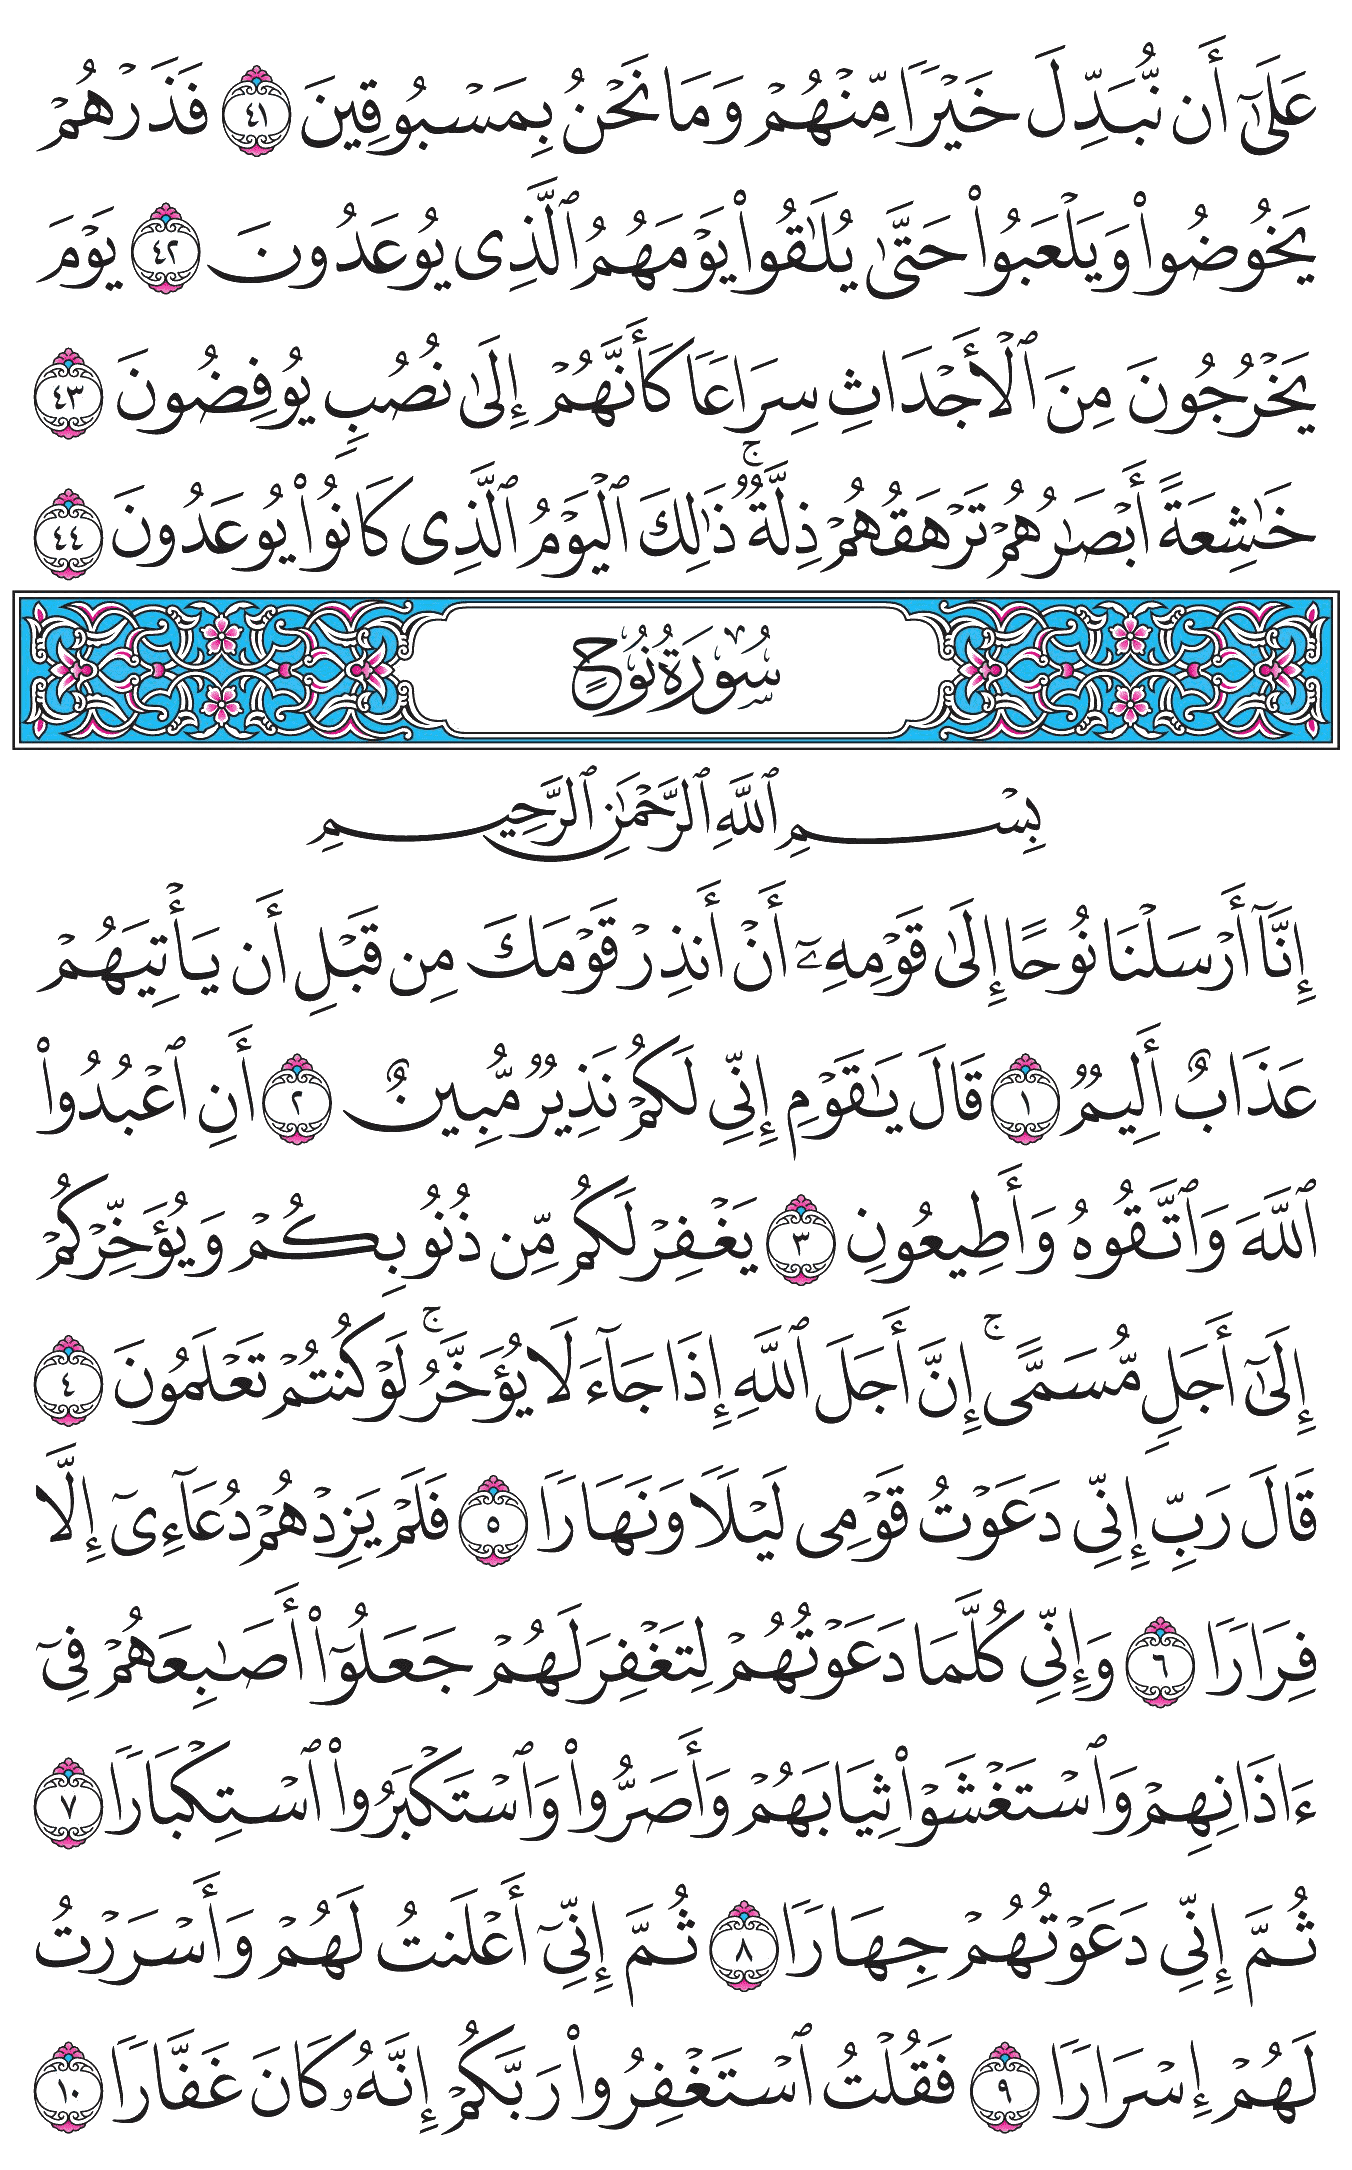 عَلَىٰٓ أَن نُّبَدِّلَ خَيْرًا مِّنْهُمْ وَمَا نَحْنُ بِمَسْبُوقِينَ ٤١ فَذَرْهُمْ
يَخُوضُوا۟ وَيَلْعَبُوا۟ حَتَّىٰ يُلَـٰقُوا۟ يَوْمَهُمُ ٱلَّذِى يُوعَدُونَ ٤٢ يَوْمَ
يَخْرُجُونَ مِنَ ٱلْأَجْدَاثِ سِرَاعًا كَأَنَّهُمْ إِلَىٰ نُصُبٍ يُوفِضُونَ ٤٣
خَـٰشِعَةً أَبْصَـٰرُهُمْ تَرْهَقُهُمْ ذِلَّةٌ ۚ ذَٰلِكَ ٱلْيَوْمُ ٱلَّذِى كَانُوا۟ يُوعَدُونَ ٤٤
سُورَةُ نُوحٍ
بِسْمِ ٱللَّهِ ٱلرَّحْمَـٰنِ ٱلرَّحِيمِ
إِنَّآ أَرْسَلْنَا نُوحًا إِلَىٰ قَوْمِهِۦٓ أَنْ أَنذِرْ قَوْمَكَ مِن قَبْلِ أَن يَأْتِيَهُمْ
عَذَابٌ أَلِيمٌ ١ قَالَ يَـٰقَوْمِ إِنِّى لَكُمْ نَذِيرٌ مُّبِينٌ ٢ أَنِ ٱعْبُدُوا۟
ٱللَّهَ وَٱتَّقُوهُ وَأَطِيعُونِ ٣ يَغْفِرْ لَكُم مِّن ذُنُوبِكُمْ وَيُؤَخِّرْكُمْ
إِلَىٰٓ أَجَلٍ مُّسَمًّى ۚ إِنَّ أَجَلَ ٱللَّهِ إِذَا جَآءَ لَا يُؤَخَّرُ ۚ لَوْ كُنتُمْ تَعْلَمُونَ ٤
قَالَ رَبِّ إِنِّى دَعَوْتُ قَوْمِى لَيْلًا وَنَهَارًا ٥ فَلَمْ يَزِدْهُمْ دُعَآءِىٓ إِلَّا
فِرَارًا ٦ وَإِنِّى كُلَّمَا دَعَوْتُهُمْ لِتَغْفِرَ لَهُمْ جَعَلُوٓا۟ أَصَـٰبِعَهُمْ فِىٓ
ءَاذَانِهِمْ وَٱسْتَغْشَوْا۟ ثِيَابَهُمْ وَأَصَرُّوا۟ وَٱسْتَكْبَرُوا۟ ٱسْتِكْبَارًا ٧
ثُمَّ إِنِّى دَعَوْتُهُمْ جِهَارًا ٨ ثُمَّ إِنِّىٓ أَعْلَنتُ لَهُمْ وَأَسْرَرْتُ
لَهُمْ إِسْرَارًا ٩ فَقُلْتُ ٱسْتَغْفِرُوا۟ رَبَّكُمْ إِنَّهُۥ كَانَ غَفَّارًا ١٠